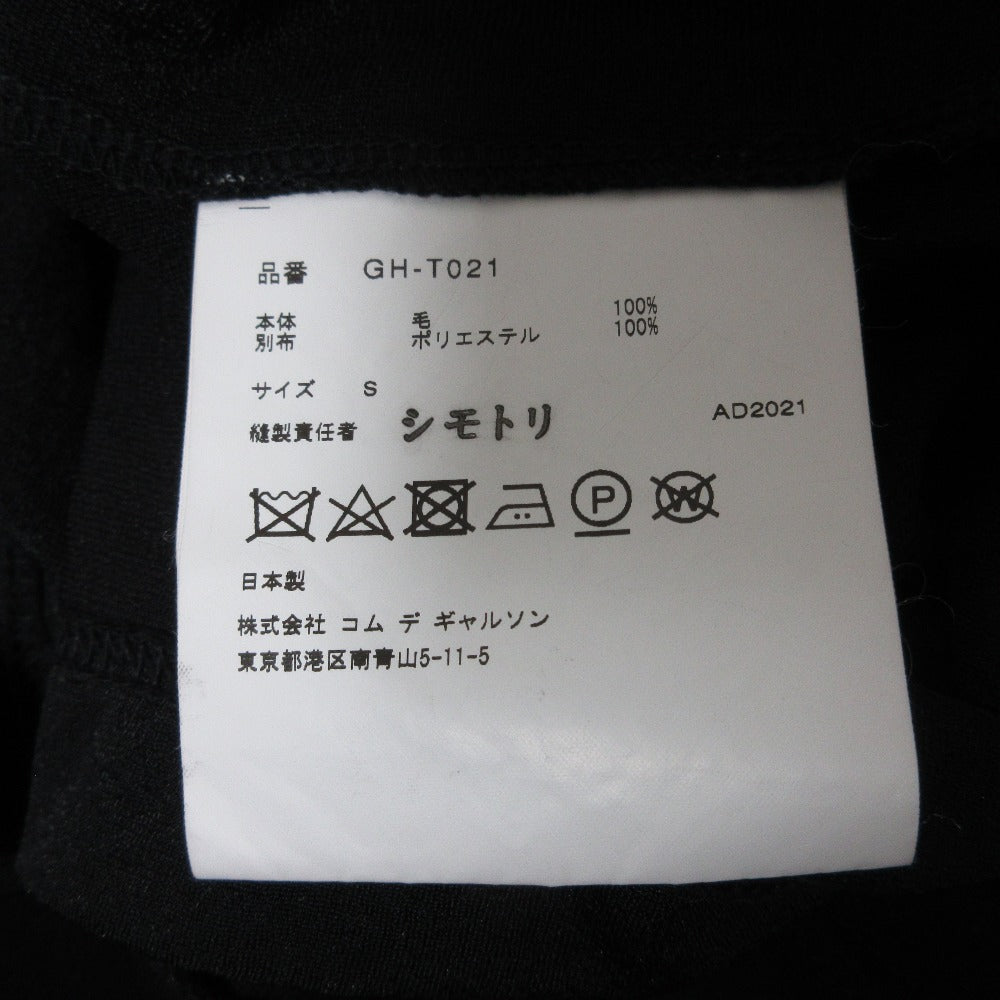 品番 GH-T021
本体 毛 100%
別布 ポリエステル 100%
サイズ S
縫製責任者 シモトリ AD2021
P W
日本製
株式会社 コム デ ギャルソン
東京都港区南青山5-11-5